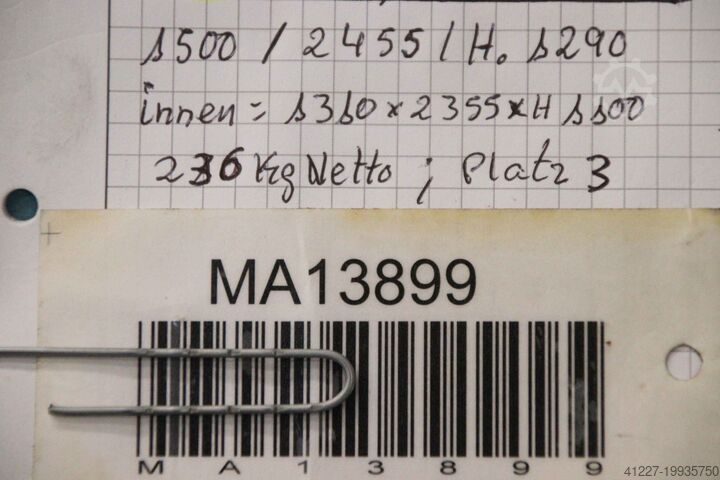 1500 / 2455 / H. 1290
innen = 1310 x 2355 x H 1100
236 Kg Netto ; Platz 3
MA13899
M A 1 3 8 9 9
41227-19935750